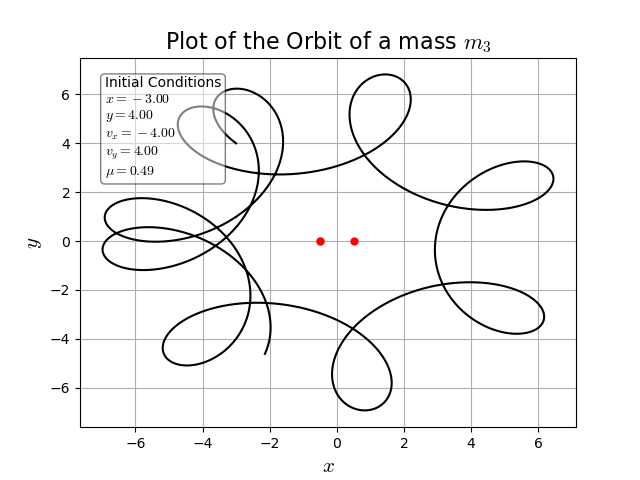 Plot of the Orbit of a mass m₃
Initial Conditions
x = −3.00
y = 4.00
vₓ = −4.00
v_y = 4.00
μ = 0.49
6
4
2
0
−2
−4
−6
y
−6 −4 −2 0 2 4 6
x